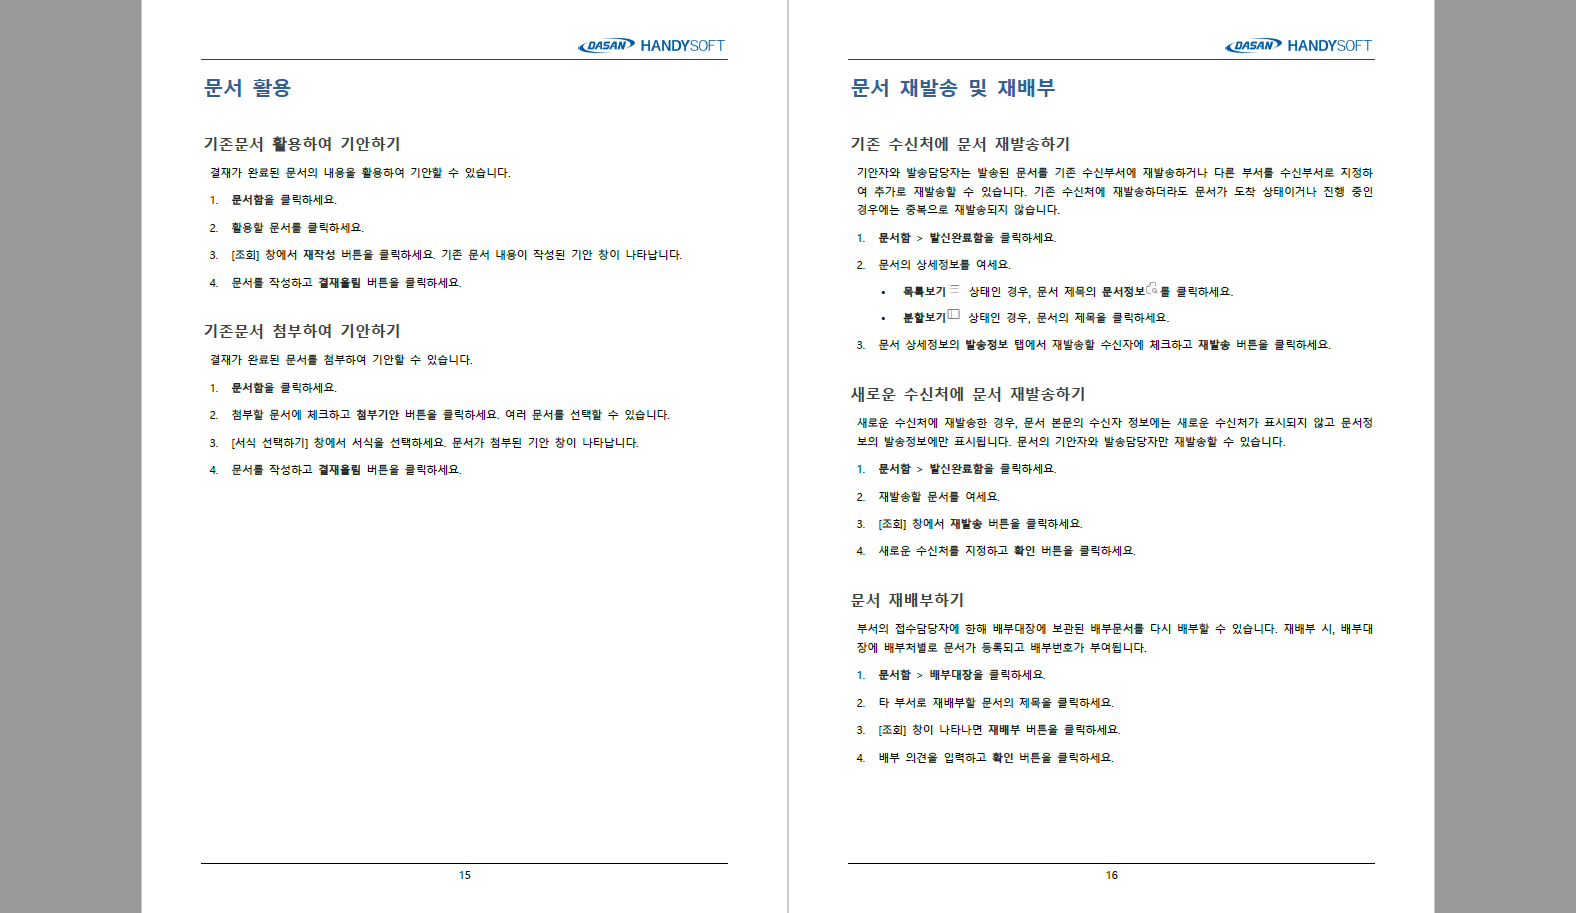 DASAN HANDYSOFT
문서 활용
기존문서 활용하여 기안하기
결재가 완료된 문서의 내용을 활용하여 기안할 수 있습니다.
1. 문서함을 클릭하세요.
2. 활용할 문서를 클릭하세요.
3. [조회] 창에서 재작성 버튼을 클릭하세요. 기존 문서 내용이 작성된 기안 창이 나타납니다.
4. 문서를 작성하고 결재올림 버튼을 클릭하세요.
기존문서 첨부하여 기안하기
결재가 완료된 문서를 첨부하여 기안할 수 있습니다.
1. 문서함을 클릭하세요.
2. 첨부할 문서에 체크하고 첨부기안 버튼을 클릭하세요. 여러 문서를 선택할 수 있습니다.
3. [서식 선택하기] 창에서 서식을 선택하세요. 문서가 첨부된 기안 창이 나타납니다.
4. 문서를 작성하고 결재올림 버튼을 클릭하세요.
15
DASAN HANDYSOFT
문서 재발송 및 재배부
기존 수신처에 문서 재발송하기
기안자와 발송담당자는 발송된 문서를 기존 수신부서에 재발송하거나 다른 부서를 수신부서로 지정하
여 추가로 재발송할 수 있습니다. 기존 수신처에 재발송하더라도 문서가 도착 상태이거나 진행 중인
경우에는 중복으로 재발송되지 않습니다.
1. 문서함 > 발신완료함을 클릭하세요.
2. 문서의 상세정보를 여세요.
• 목록보기 상태인 경우, 문서 제목의 문서정보를 클릭하세요.
• 분할보기 상태인 경우, 문서의 제목을 클릭하세요.
3. 문서 상세정보의 발송정보 탭에서 재발송할 수신자에 체크하고 재발송 버튼을 클릭하세요.
새로운 수신처에 문서 재발송하기
새로운 수신처에 재발송한 경우, 문서 본문의 수신자 정보에는 새로운 수신처가 표시되지 않고 문서정
보의 발송정보에만 표시됩니다. 문서의 기안자와 발송담당자만 재발송할 수 있습니다.
1. 문서함 > 발신완료함을 클릭하세요.
2. 재발송할 문서를 여세요.
3. [조회] 창에서 재발송 버튼을 클릭하세요.
4. 새로운 수신처를 지정하고 확인 버튼을 클릭하세요.
문서 재배부하기
부서의 접수담당자에 한해 배부대장에 보관된 배부문서를 다시 배부할 수 있습니다. 재배부 시, 배부대
장에 배부처별로 문서가 등록되고 배부번호가 부여됩니다.
1. 문서함 > 배부대장을 클릭하세요.
2. 타 부서로 재배부할 문서의 제목을 클릭하세요.
3. [조회] 창이 나타나면 재배부 버튼을 클릭하세요.
4. 배부 의견을 입력하고 확인 버튼을 클릭하세요.
16